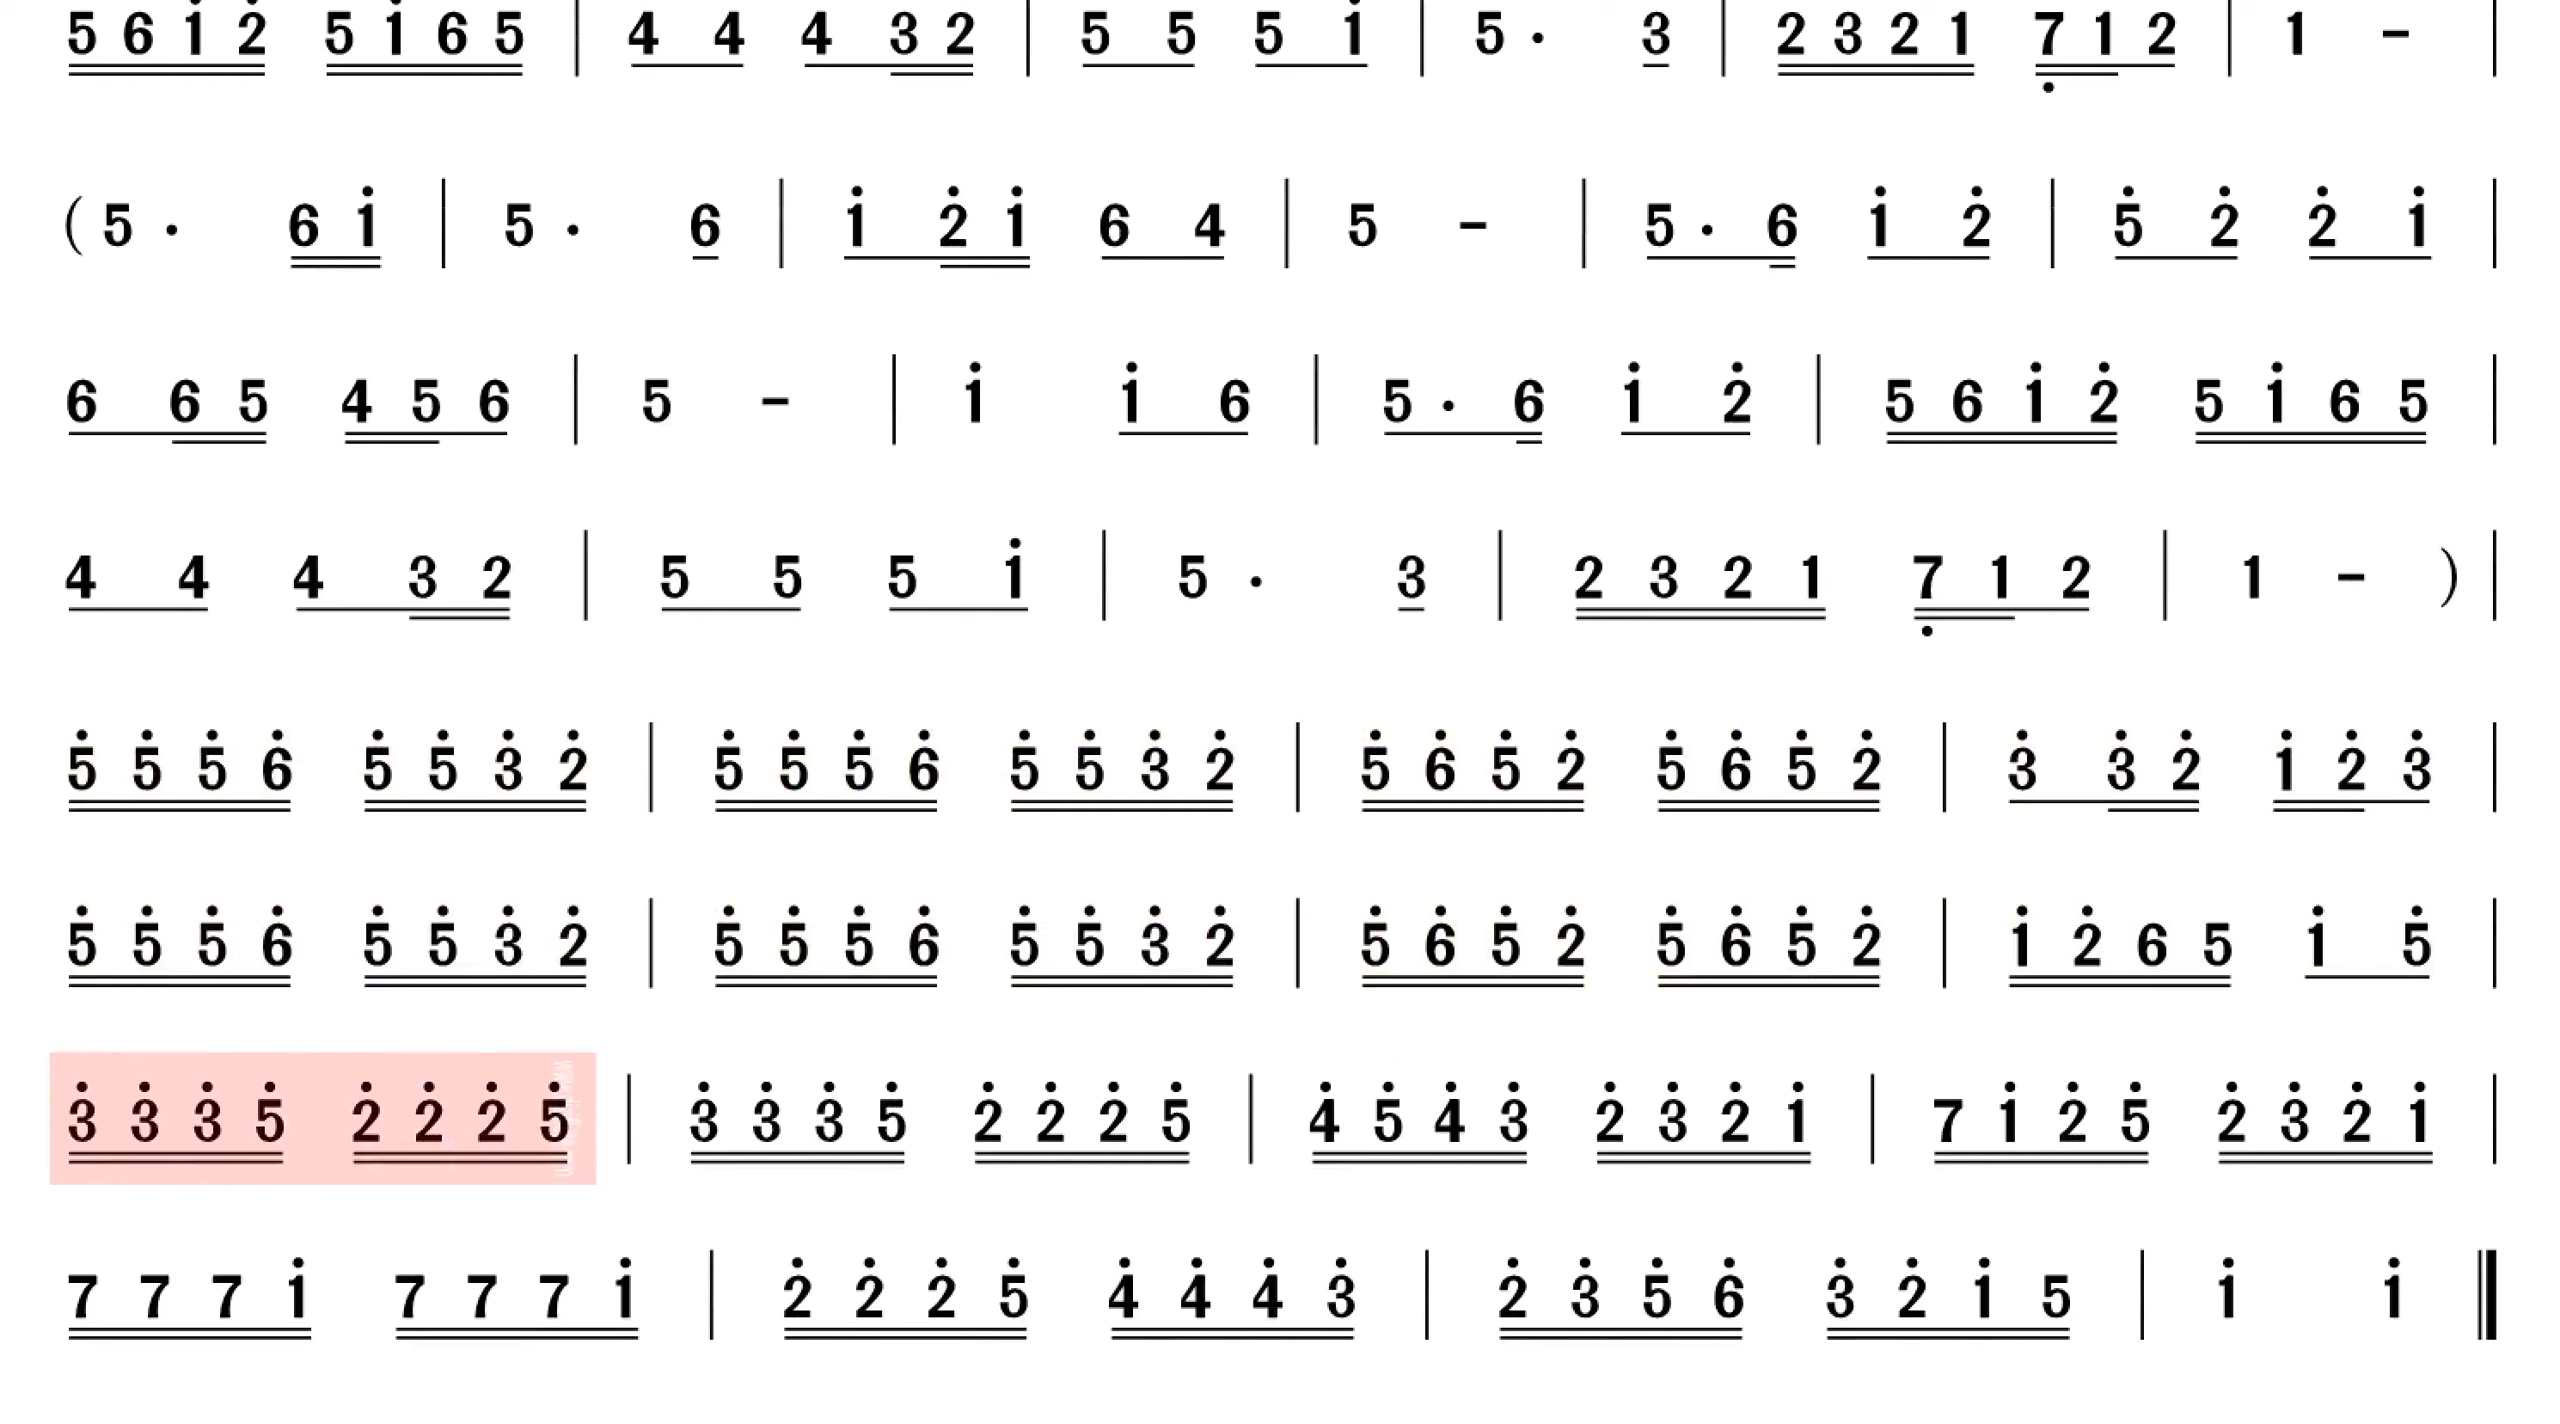 5 6 1̇ 2̇ 5 1̇ 6 5 | 4 4 4 3 2 | 5 5 5 1̇ | 5 · 3 | 2 3 2 1 7̣ 1 2 | 1 - |
( 5 · 6 1̇ | 5 · 6 | 1̇ 2̇ 1̇ 6 4 | 5 - | 5 · 6 1̇ 2̇ | 5̇ 2̇ 2̇ 1̇ |
6 6 5 4 5 6 | 5 - | 1̇ 1̇ 6 | 5 · 6 1̇ 2̇ | 5 6 1̇ 2̇ 5 1̇ 6 5 |
4 4 4 3 2 | 5 5 5 1̇ | 5 · 3 | 2 3 2 1 7̣ 1 2 | 1 - ) |
5̇ 5̇ 5̇ 6̇ 5̇ 5̇ 3̇ 2̇ | 5̇ 5̇ 5̇ 6̇ 5̇ 5̇ 3̇ 2̇ | 5̇ 6̇ 5̇ 2̇ 5̇ 6̇ 5̇ 2̇ | 3̇ 3̇ 2̇ 1̇ 2̇ 3̇ |
5̇ 5̇ 5̇ 6̇ 5̇ 5̇ 3̇ 2̇ | 5̇ 5̇ 5̇ 6̇ 5̇ 5̇ 3̇ 2̇ | 5̇ 6̇ 5̇ 2̇ 5̇ 6̇ 5̇ 2̇ | 1̇ 2̇ 6 5 1̇ 5̇ |
3̇ 3̇ 3̇ 5̇ 2̇ 2̇ 2̇ 5̇ | 3̇ 3̇ 3̇ 5̇ 2̇ 2̇ 2̇ 5̇ | 4̇ 5̇ 4̇ 3̇ 2̇ 3̇ 2̇ 1̇ | 7 1̇ 2̇ 5̇ 2̇ 3̇ 2̇ 1̇ |
7 7 7 1̇ 7 7 7 1̇ | 2̇ 2̇ 2̇ 5̇ 4̇ 4̇ 4̇ 3̇ | 2̇ 3̇ 5̇ 6̇ 3̇ 2̇ 1̇ 5 | 1̇ 1̇ ‖